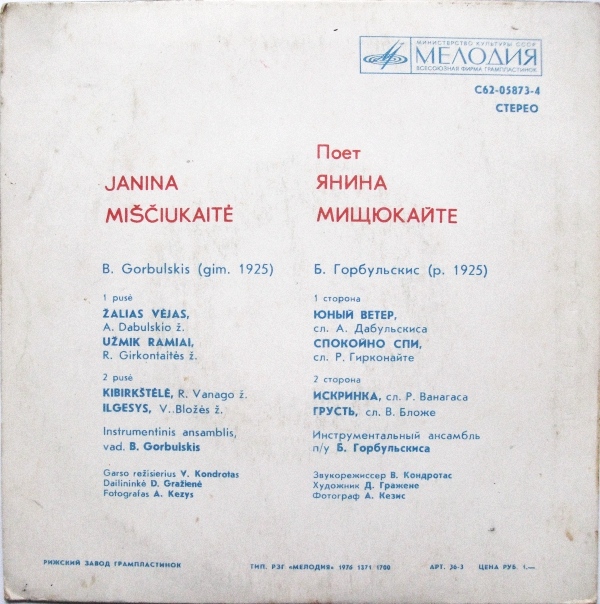 МИНИСТЕРСТВО КУЛЬТУРЫ СССР
МЕЛОДИЯ
ВСЕСОЮЗНАЯ ФИРМА ГРАМПЛАСТИНОК
С62-05873-4
СТЕРЕО
JANINA
MIŠČIUKAITĖ
B. Gorbulskis (gim. 1925)
1 pusė
ŽALIAS VĖJAS,
A. Dabulskio ž.
UŽMIK RAMIAI,
R. Girkontaitės ž.
2 pusė
KIBIRKŠTĖLĖ, R. Vanago ž.
ILGESYS, V. Bložės ž.
Instrumentinis ansamblis,
vad. B. Gorbulskis
Garso režisierius V. Kondrotas
Dailininkė D. Gražienė
Fotografas A. Kezys
Поет
ЯНИНА
МИЩЮКАЙТЕ
Б. Горбульскис (р. 1925)
1 сторона
ЮНЫЙ ВЕТЕР,
сл. А. Дабульскиса
СПОКОЙНО СПИ,
сл. Р. Гирконайте
2 сторона
ИСКРИНКА, сл. Р. Ванагаса
ГРУСТЬ, сл. В. Бложе
Инструментальный ансамбль
п/у Б. Горбульскиса
Звукорежиссер В. Кондротас
Художник Д. Гражене
Фотограф А. Кезис
РИЖСКИЙ ЗАВОД ГРАМПЛАСТИНОК ТИП. РЗГ «МЕЛОДИЯ» 1976 1371 1700 АРТ. 36-3 ЦЕНА РУБ. 1.—